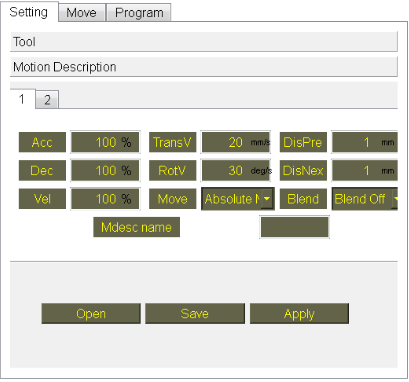 Setting Move Program
Tool
Motion Description
1 2
Acc 100 % TransV 20 mm/s DisPre 1 mm
Dec 100 % RotV 30 deg/s DisNex 1 mm
Vel 100 % Move Absolute Blend Blend Off
Mdesc name
Open Save Apply